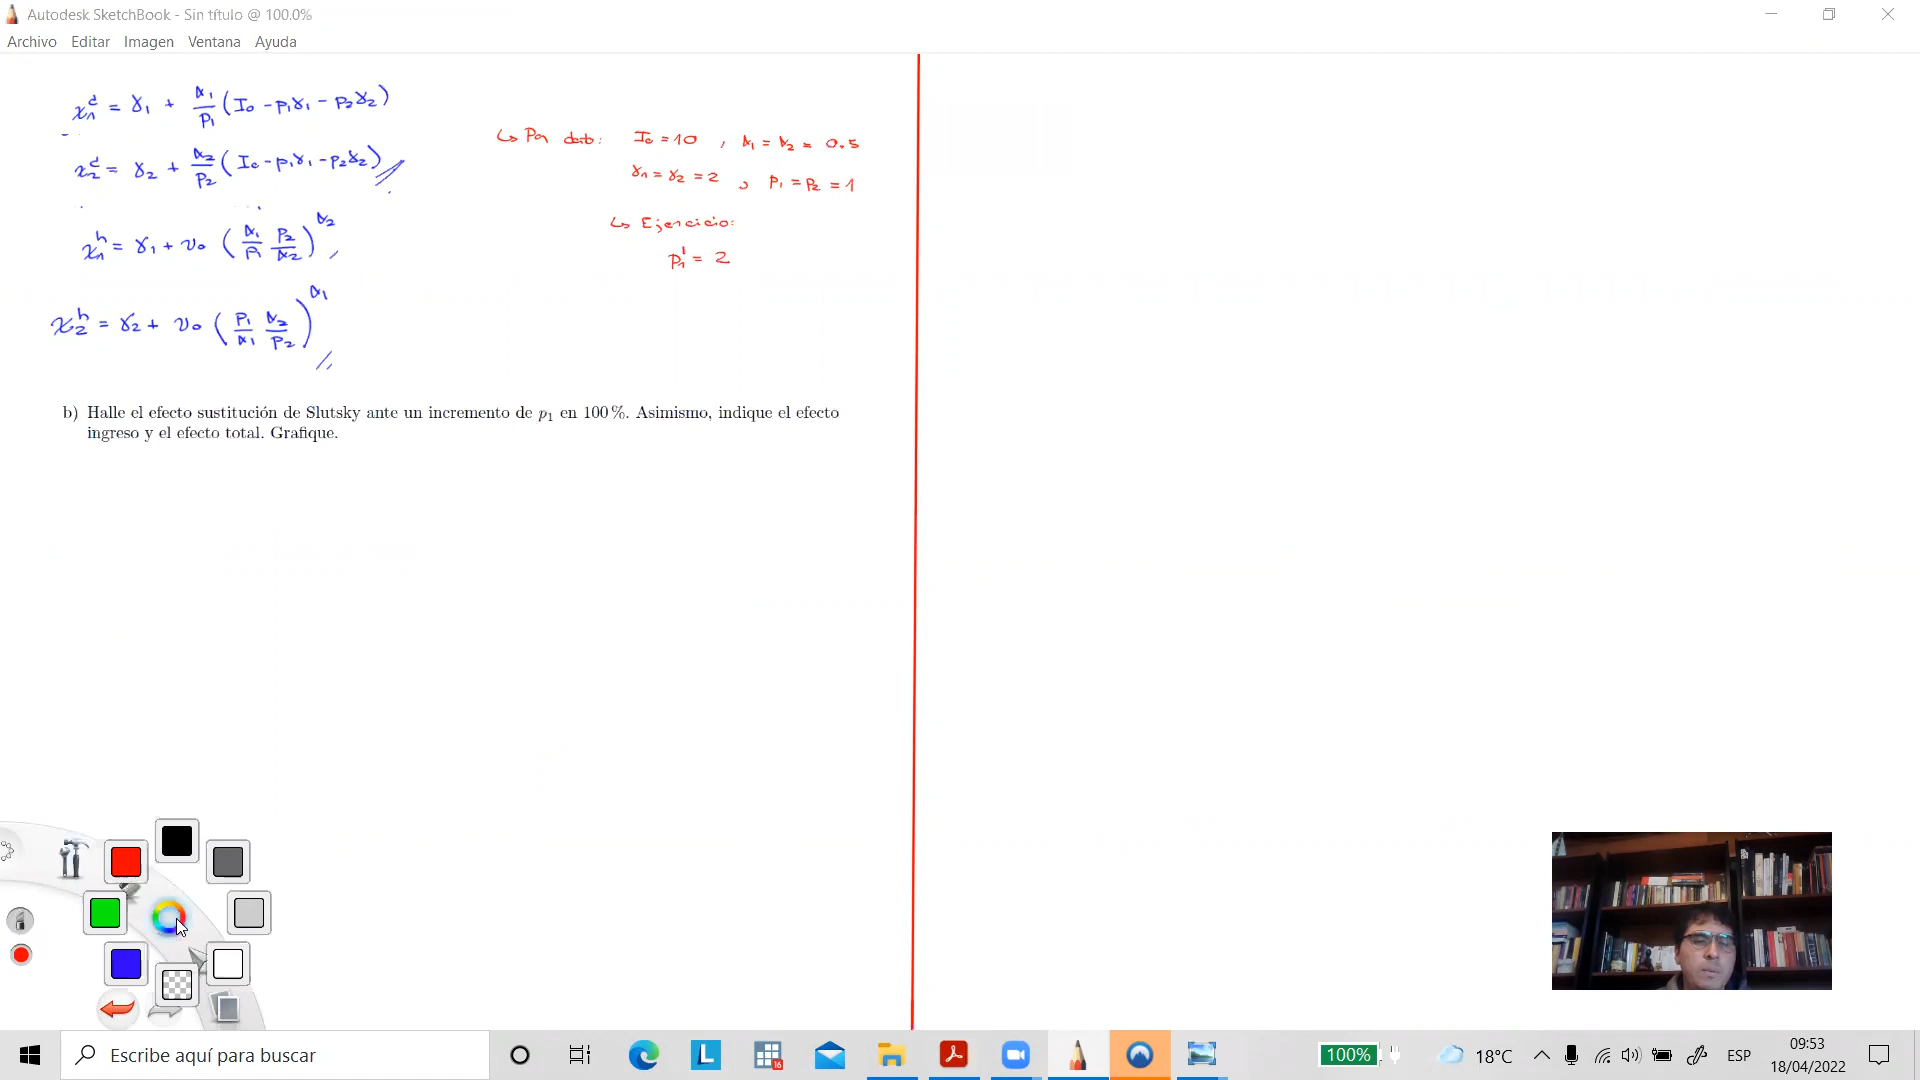 Autodesk SketchBook - Sin título @ 100.0%
Archivo Editar Imagen Ventana Ayuda
x₁ᵈ = γ₁ + α₁/p₁ (I₀ - p₁γ₁ - p₂γ₂)
x₂ᵈ = γ₂ + α₂/p₂ (I₀ - p₁γ₁ - p₂γ₂)
x₁ʰ = γ₁ + v₀ (α₁/p₁ p₂/α₂)^α₂
x₂ʰ = γ₂ + v₀ (p₁/α₁ α₂/p₂)^α₁
↳ Por dato: I₀ = 10 , α₁ = α₂ = 0.5
γ₁ = γ₂ = 2 , p₁ = p₂ = 1
↳ Ejercicio:
p₁' = 2
b) Halle el efecto sustitución de Slutsky ante un incremento de p₁ en 100 %. Asimismo, indique el efecto
ingreso y el efecto total. Grafique.
Escribe aquí para buscar
L
16
100%
18°C
ESP
09:53
18/04/2022